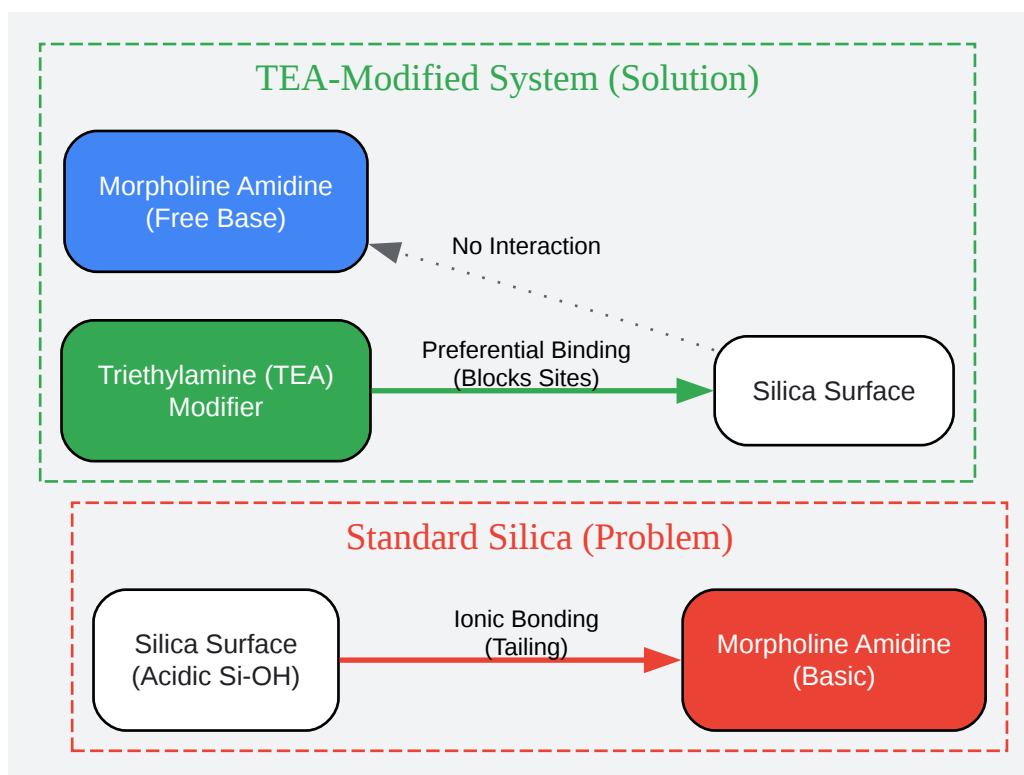 TEA-Modified System (Solution)
Morpholine Amidine
(Free Base)
No Interaction
Triethylamine (TEA)
Modifier
Preferential Binding
(Blocks Sites)
Silica Surface
Standard Silica (Problem)
Silica Surface
(Acidic Si-OH)
Ionic Bonding
(Tailing)
Morpholine Amidine
(Basic)